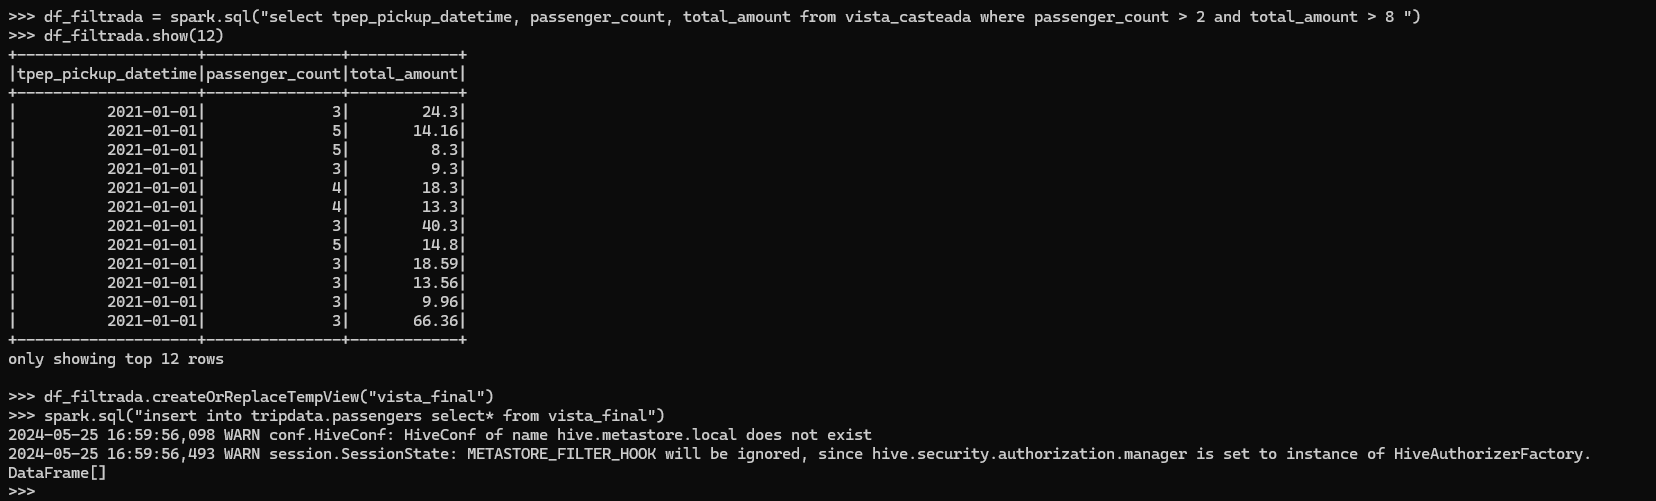 >>> df_filtrada = spark.sql("select tpep_pickup_datetime, passenger_count, total_amount from vista_casteada where passenger_count > 2 and total_amount > 8 ")
>>> df_filtrada.show(12)
+--------------------+---------------+------------+
|tpep_pickup_datetime|passenger_count|total_amount|
+--------------------+---------------+------------+
|          2021-01-01|              3|        24.3|
|          2021-01-01|              5|       14.16|
|          2021-01-01|              5|         8.3|
|          2021-01-01|              3|         9.3|
|          2021-01-01|              4|        18.3|
|          2021-01-01|              4|        13.3|
|          2021-01-01|              3|        40.3|
|          2021-01-01|              5|        14.8|
|          2021-01-01|              3|       18.59|
|          2021-01-01|              3|       13.56|
|          2021-01-01|              3|        9.96|
|          2021-01-01|              3|       66.36|
+--------------------+---------------+------------+
only showing top 12 rows
>>> df_filtrada.createOrReplaceTempView("vista_final")
>>> spark.sql("insert into tripdata.passengers select* from vista_final")
2024-05-25 16:59:56,098 WARN conf.HiveConf: HiveConf of name hive.metastore.local does not exist
2024-05-25 16:59:56,493 WARN session.SessionState: METASTORE_FILTER_HOOK will be ignored, since hive.security.authorization.manager is set to instance of HiveAuthorizerFactory.
DataFrame[]
>>>